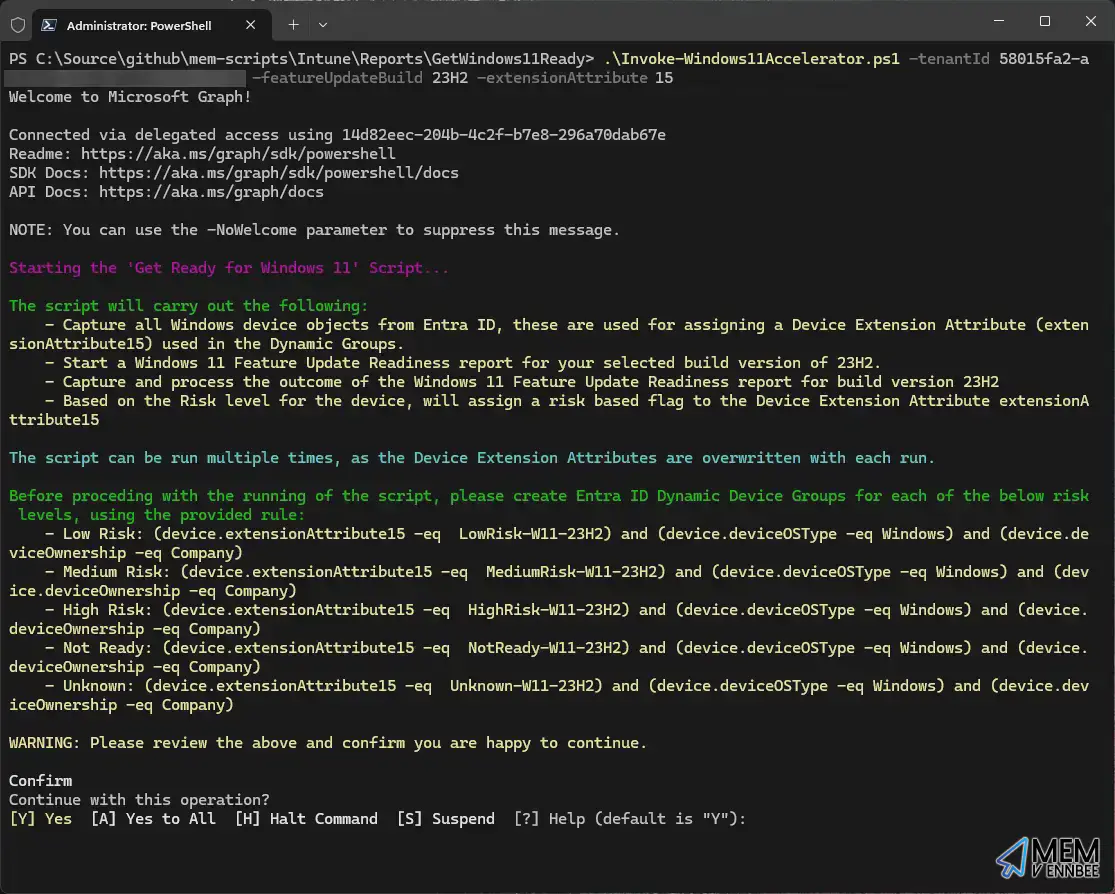 Administrator: PowerShell
PS C:\Source\github\mem-scripts\Intune\Reports\GetWindows11Ready> .\Invoke-Windows11Accelerator.ps1 -tenantId 58015fa2-a
-featureUpdateBuild 23H2 -extensionAttribute 15
Welcome to Microsoft Graph!
Connected via delegated access using 14d82eec-204b-4c2f-b7e8-296a70dab67e
Readme: https://aka.ms/graph/sdk/powershell
SDK Docs: https://aka.ms/graph/sdk/powershell/docs
API Docs: https://aka.ms/graph/docs
NOTE: You can use the -NoWelcome parameter to suppress this message.
Starting the 'Get Ready for Windows 11' Script...
The script will carry out the following:
- Capture all Windows device objects from Entra ID, these are used for assigning a Device Extension Attribute (exten
sionAttribute15) used in the Dynamic Groups.
- Start a Windows 11 Feature Update Readiness report for your selected build version of 23H2.
- Capture and process the outcome of the Windows 11 Feature Update Readiness report for build version 23H2
- Based on the Risk level for the device, will assign a risk based flag to the Device Extension Attribute extensionA
ttribute15
The script can be run multiple times, as the Device Extension Attributes are overwritten with each run.
Before proceding with the running of the script, please create Entra ID Dynamic Device Groups for each of the below risk
levels, using the provided rule:
- Low Risk: (device.extensionAttribute15 -eq  LowRisk-W11-23H2) and (device.deviceOSType -eq Windows) and (device.de
viceOwnership -eq Company)
- Medium Risk: (device.extensionAttribute15 -eq  MediumRisk-W11-23H2) and (device.deviceOSType -eq Windows) and (dev
ice.deviceOwnership -eq Company)
- High Risk: (device.extensionAttribute15 -eq  HighRisk-W11-23H2) and (device.deviceOSType -eq Windows) and (device.
deviceOwnership -eq Company)
- Not Ready: (device.extensionAttribute15 -eq  NotReady-W11-23H2) and (device.deviceOSType -eq Windows) and (device.
deviceOwnership -eq Company)
- Unknown: (device.extensionAttribute15 -eq  Unknown-W11-23H2) and (device.deviceOSType -eq Windows) and (device.dev
iceOwnership -eq Company)
WARNING: Please review the above and confirm you are happy to continue.
Confirm
Continue with this operation?
[Y] Yes  [A] Yes to All  [H] Halt Command  [S] Suspend  [?] Help (default is "Y"):
MEM
VENNBEE